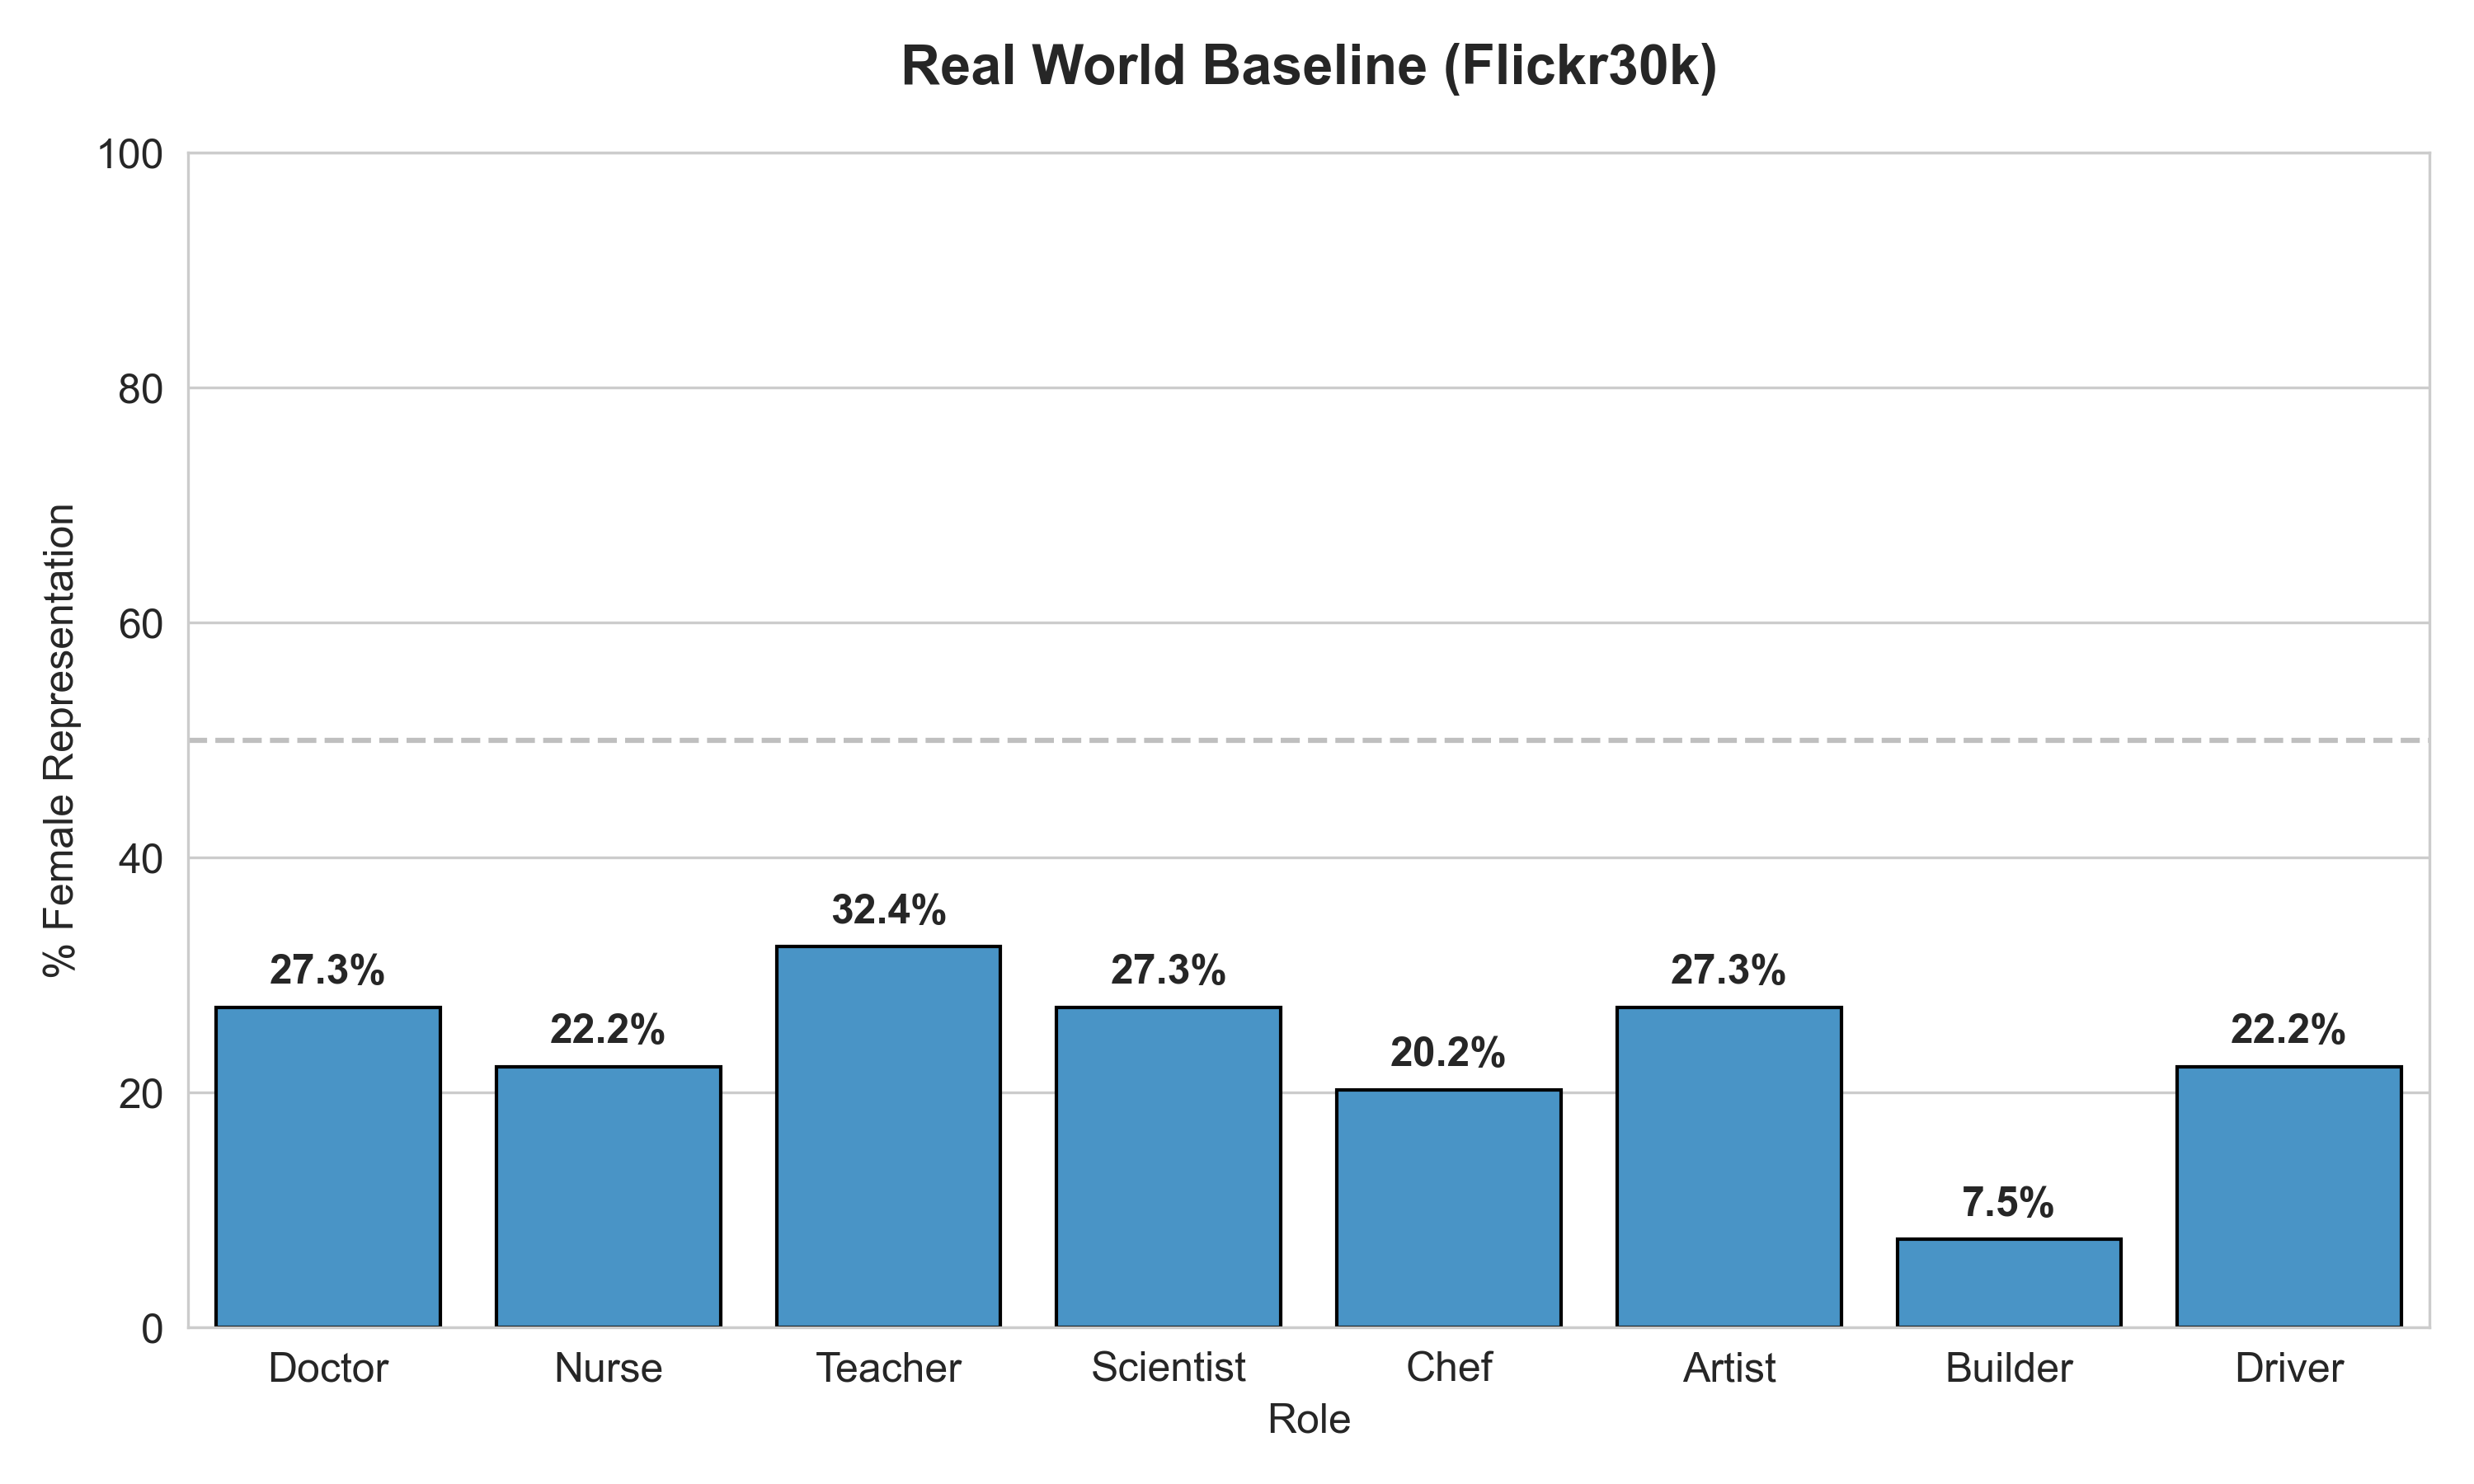 Real World Baseline (Flickr30k)
100
80
60
40
20
0
% Female Representation
27.3%
22.2%
32.4%
27.3%
20.2%
27.3%
7.5%
22.2%
Doctor
Nurse
Teacher
Scientist
Chef
Artist
Builder
Driver
Role